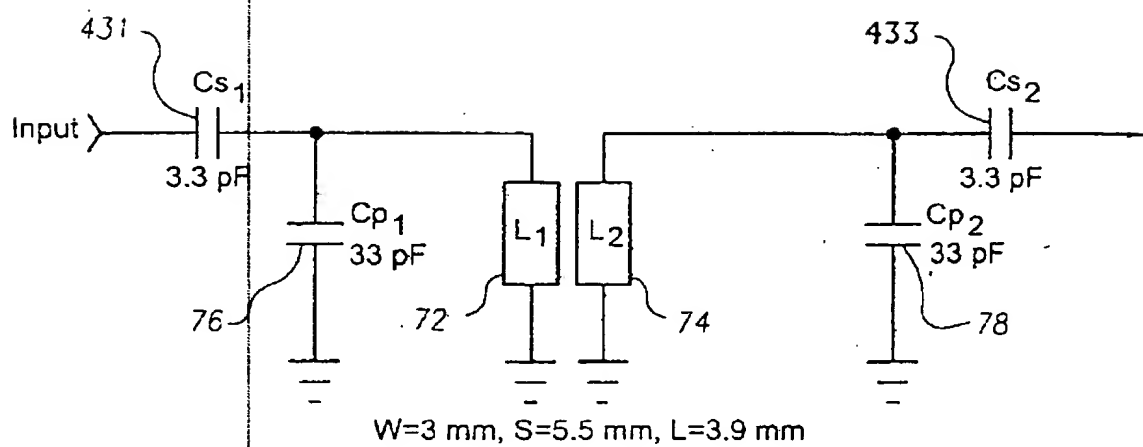 431
433
Cs1
Cs2
Input
3.3 pF
3.3 pF
Cp1
33 pF
L1
L2
Cp2
33 pF
76
72
74
78
W=3 mm, S=5.5 mm, L=3.9 mm